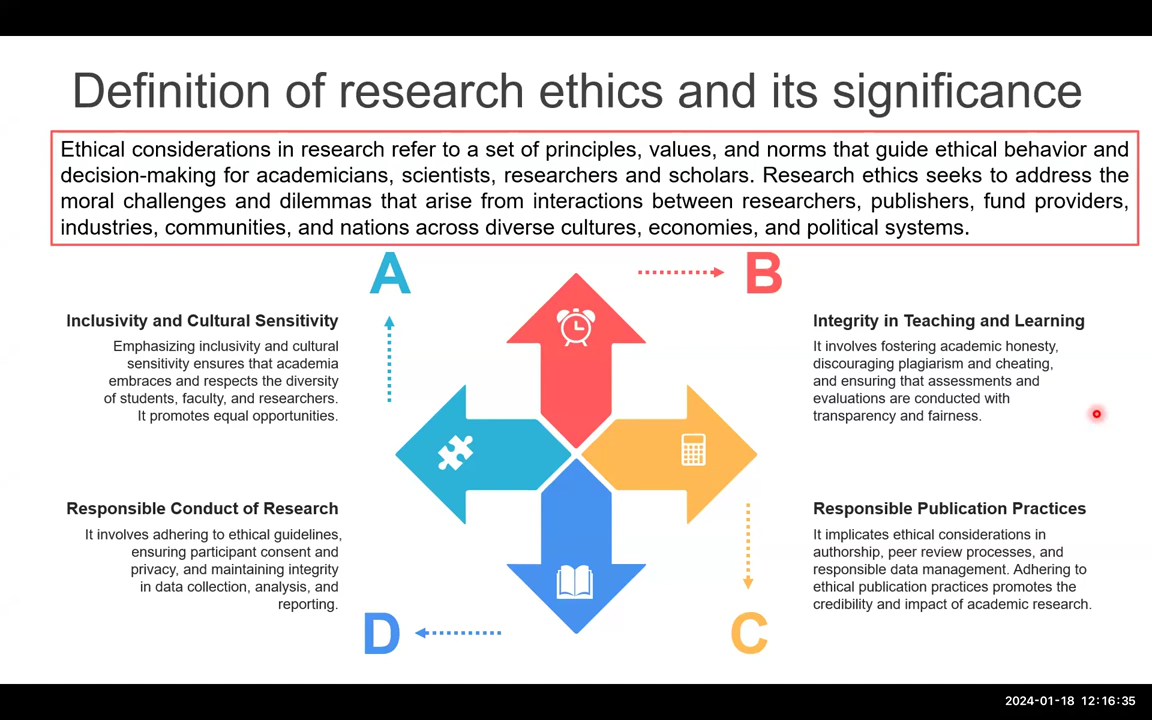 Definition of research ethics and its significance
Ethical considerations in research refer to a set of principles, values, and norms that guide ethical behavior and
decision-making for academicians, scientists, researchers and scholars. Research ethics seeks to address the
moral challenges and dilemmas that arise from interactions between researchers, publishers, fund providers,
industries, communities, and nations across diverse cultures, economies, and political systems.
A
Inclusivity and Cultural Sensitivity
Emphasizing inclusivity and cultural
sensitivity ensures that academia
embraces and respects the diversity
of students, faculty, and researchers.
It promotes equal opportunities.
B
Integrity in Teaching and Learning
It involves fostering academic honesty,
discouraging plagiarism and cheating,
and ensuring that assessments and
evaluations are conducted with
transparency and fairness.
Responsible Conduct of Research
It involves adhering to ethical guidelines,
ensuring participant consent and
privacy, and maintaining integrity
in data collection, analysis, and
reporting.
D
Responsible Publication Practices
It implicates ethical considerations in
authorship, peer review processes, and
responsible data management. Adhering to
ethical publication practices promotes the
credibility and impact of academic research.
C
2024-01-18 12:16:35